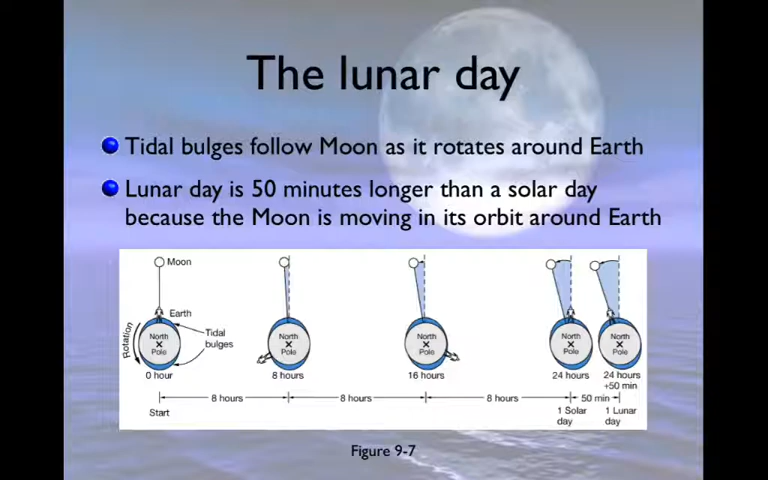 The lunar day
Tidal bulges follow Moon as it rotates around Earth
Lunar day is 50 minutes longer than a solar day
because the Moon is moving in its orbit around Earth
Moon
Earth
Rotation
Tidal
bulges
North
Pole
North
Pole
North
Pole
North
Pole
North
Pole
0 hour
8 hours
16 hours
24 hours
24 hours
+50 min
8 hours
8 hours
8 hours
50 min
Start
1 Solar
day
1 Lunar
day
Figure 9-7